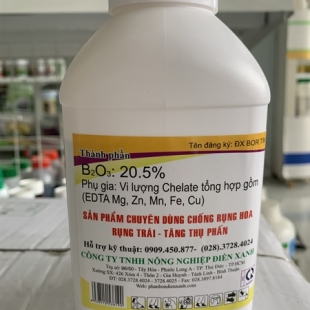 Tên đăng ký: ĐX BOR
Thành phần
B₂O₃: 20.5%
Phụ gia: Vi lượng Chelate tổng hợp gồm
(EDTA Mg, Zn, Mn, Fe, Cu)
SẢN PHẨM CHUYÊN DÙNG CHỐNG RỤNG HOA
RỤNG TRÁI - TĂNG THỤ PHẤN
Hỗ trợ kỹ thuật: 0909.450.877- (028).3728.4024
CÔNG TY TNHH NÔNG NGHIỆP ĐIỀN XANH